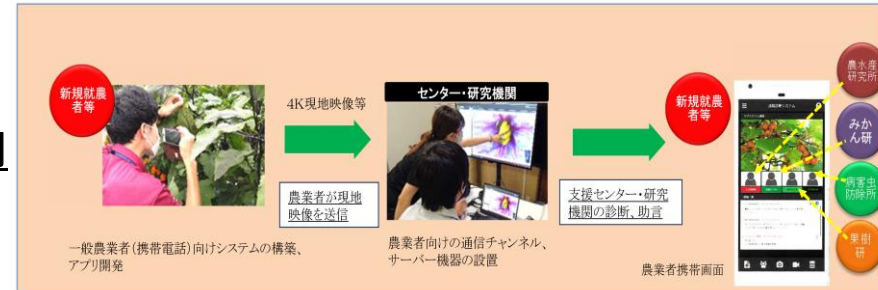 新規就農
者等
4K現地映像等
農業者が現地
映像を送信
一般農業者(携帯電話)向けシステムの構築、
アプリ開発
センター・研究機関
農業者向けの通信チャンネル、
サーバー機器の設置
支援センター・研究
機関の診断、助言
新規就農
者等
農業者携帯画面
農水産
研究所
みか
ん研
病害虫
防除所
果樹
研